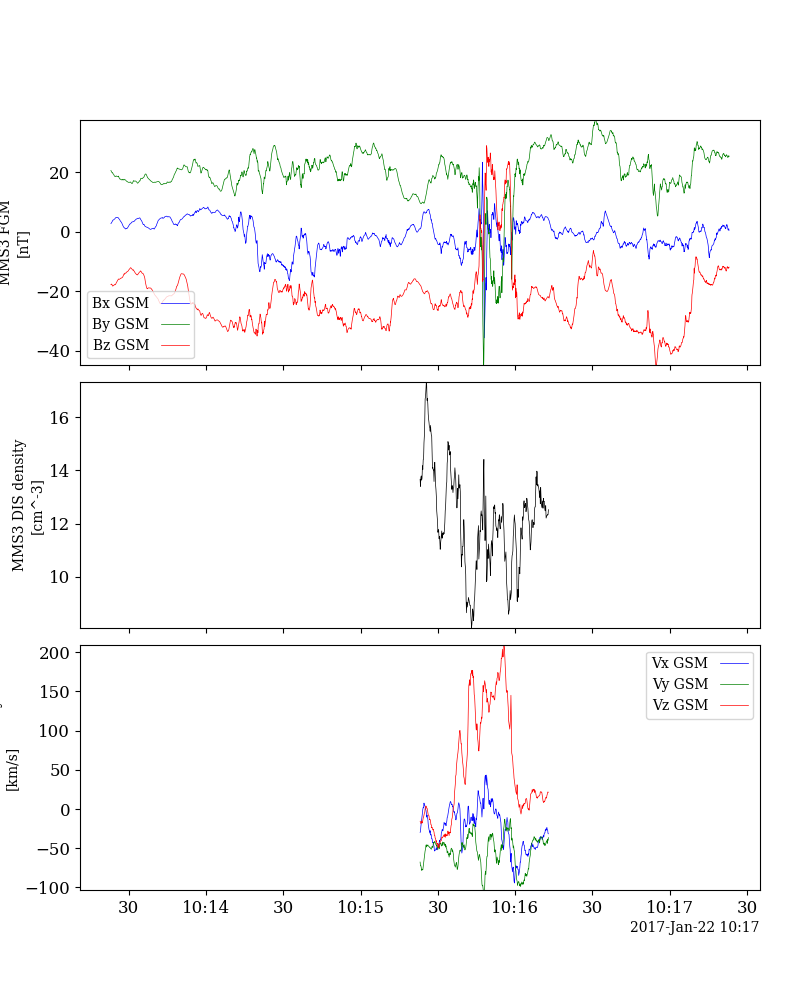 MMS3 FGM
[nT]
20
0
−20
−40
Bx GSM
By GSM
Bz GSM
MMS3 DIS density
[cm^-3]
16
14
12
10
[km/s]
200
150
100
50
0
−50
−100
Vx GSM
Vy GSM
Vz GSM
30 10:14 30 10:15 30 10:16 30 10:17 30
2017-Jan-22 10:17